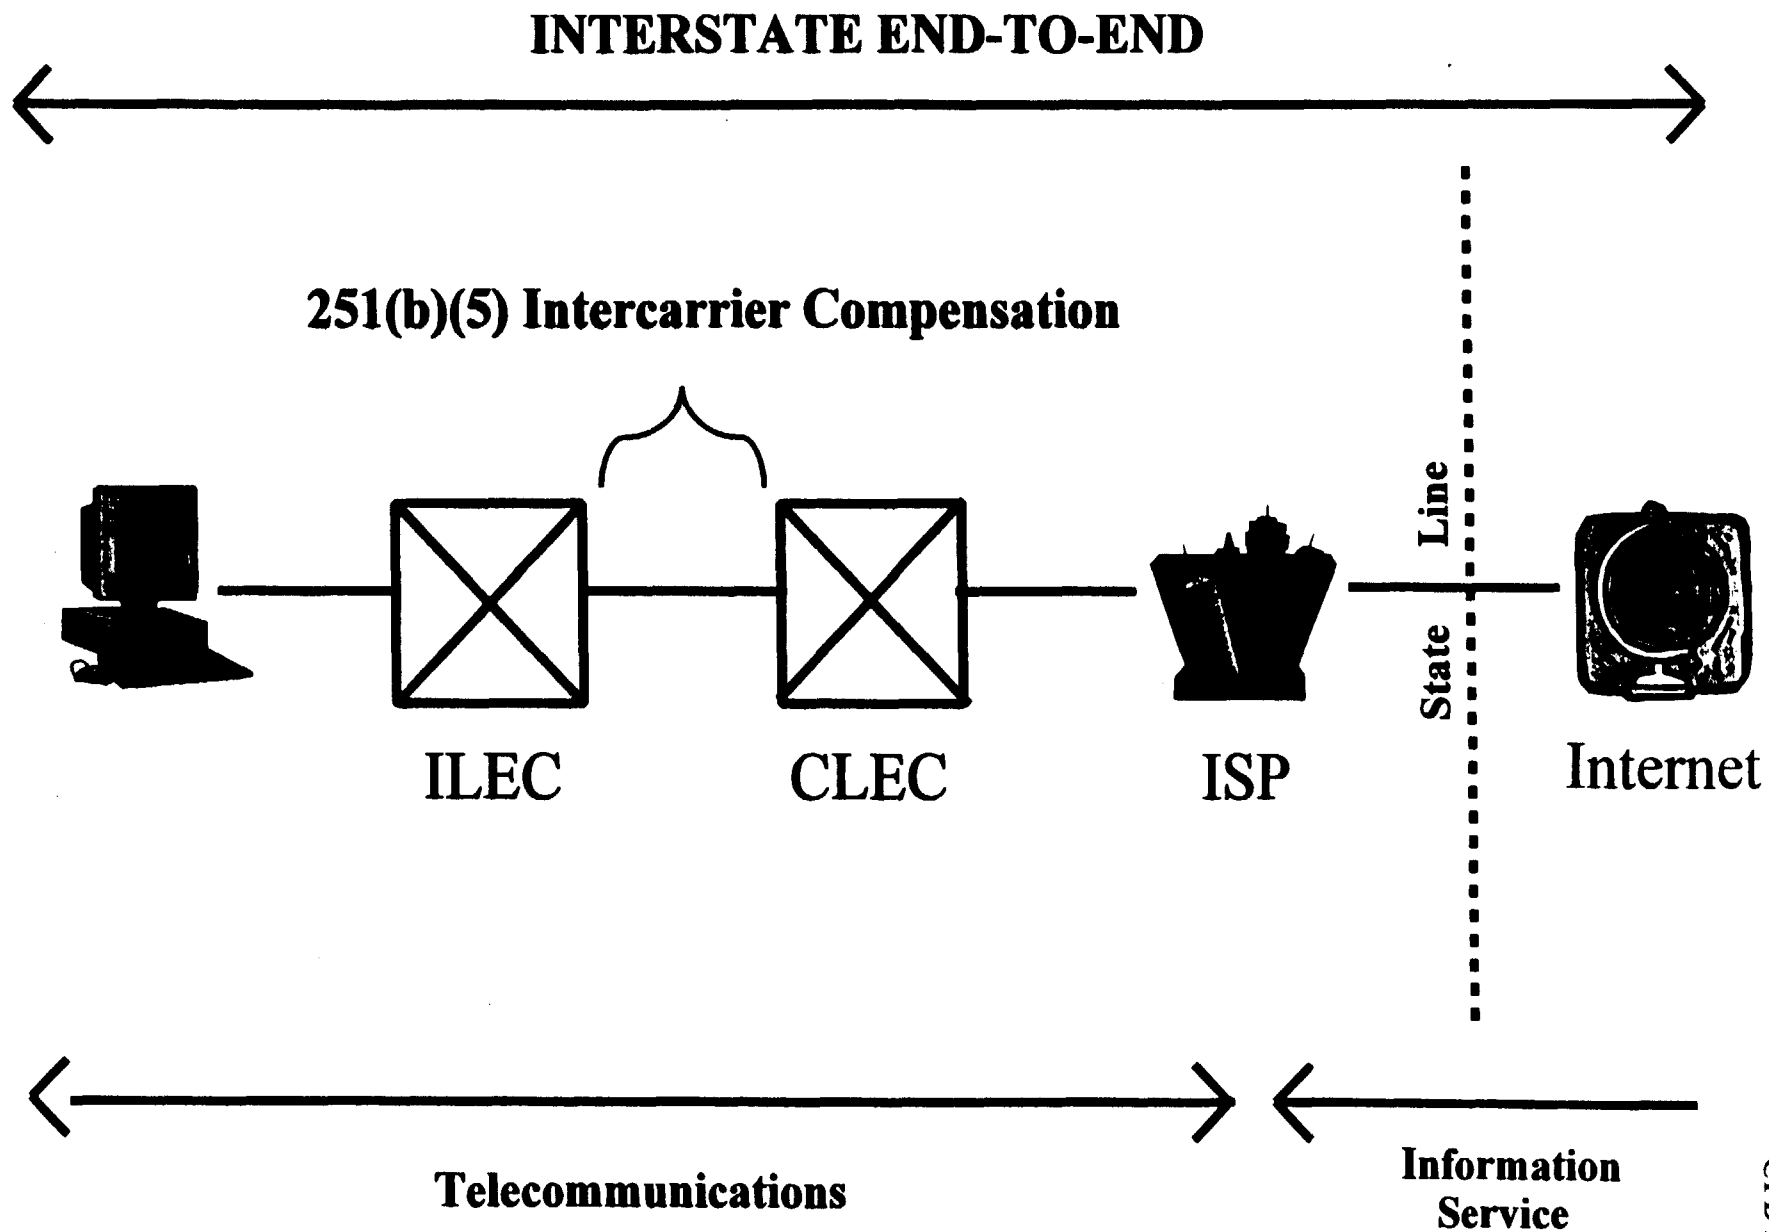 INTERSTATE END-TO-END
251(b)(5) Intercarrier Compensation
State Line
ILEC
CLEC
ISP
Internet
Telecommunications
Information
Service